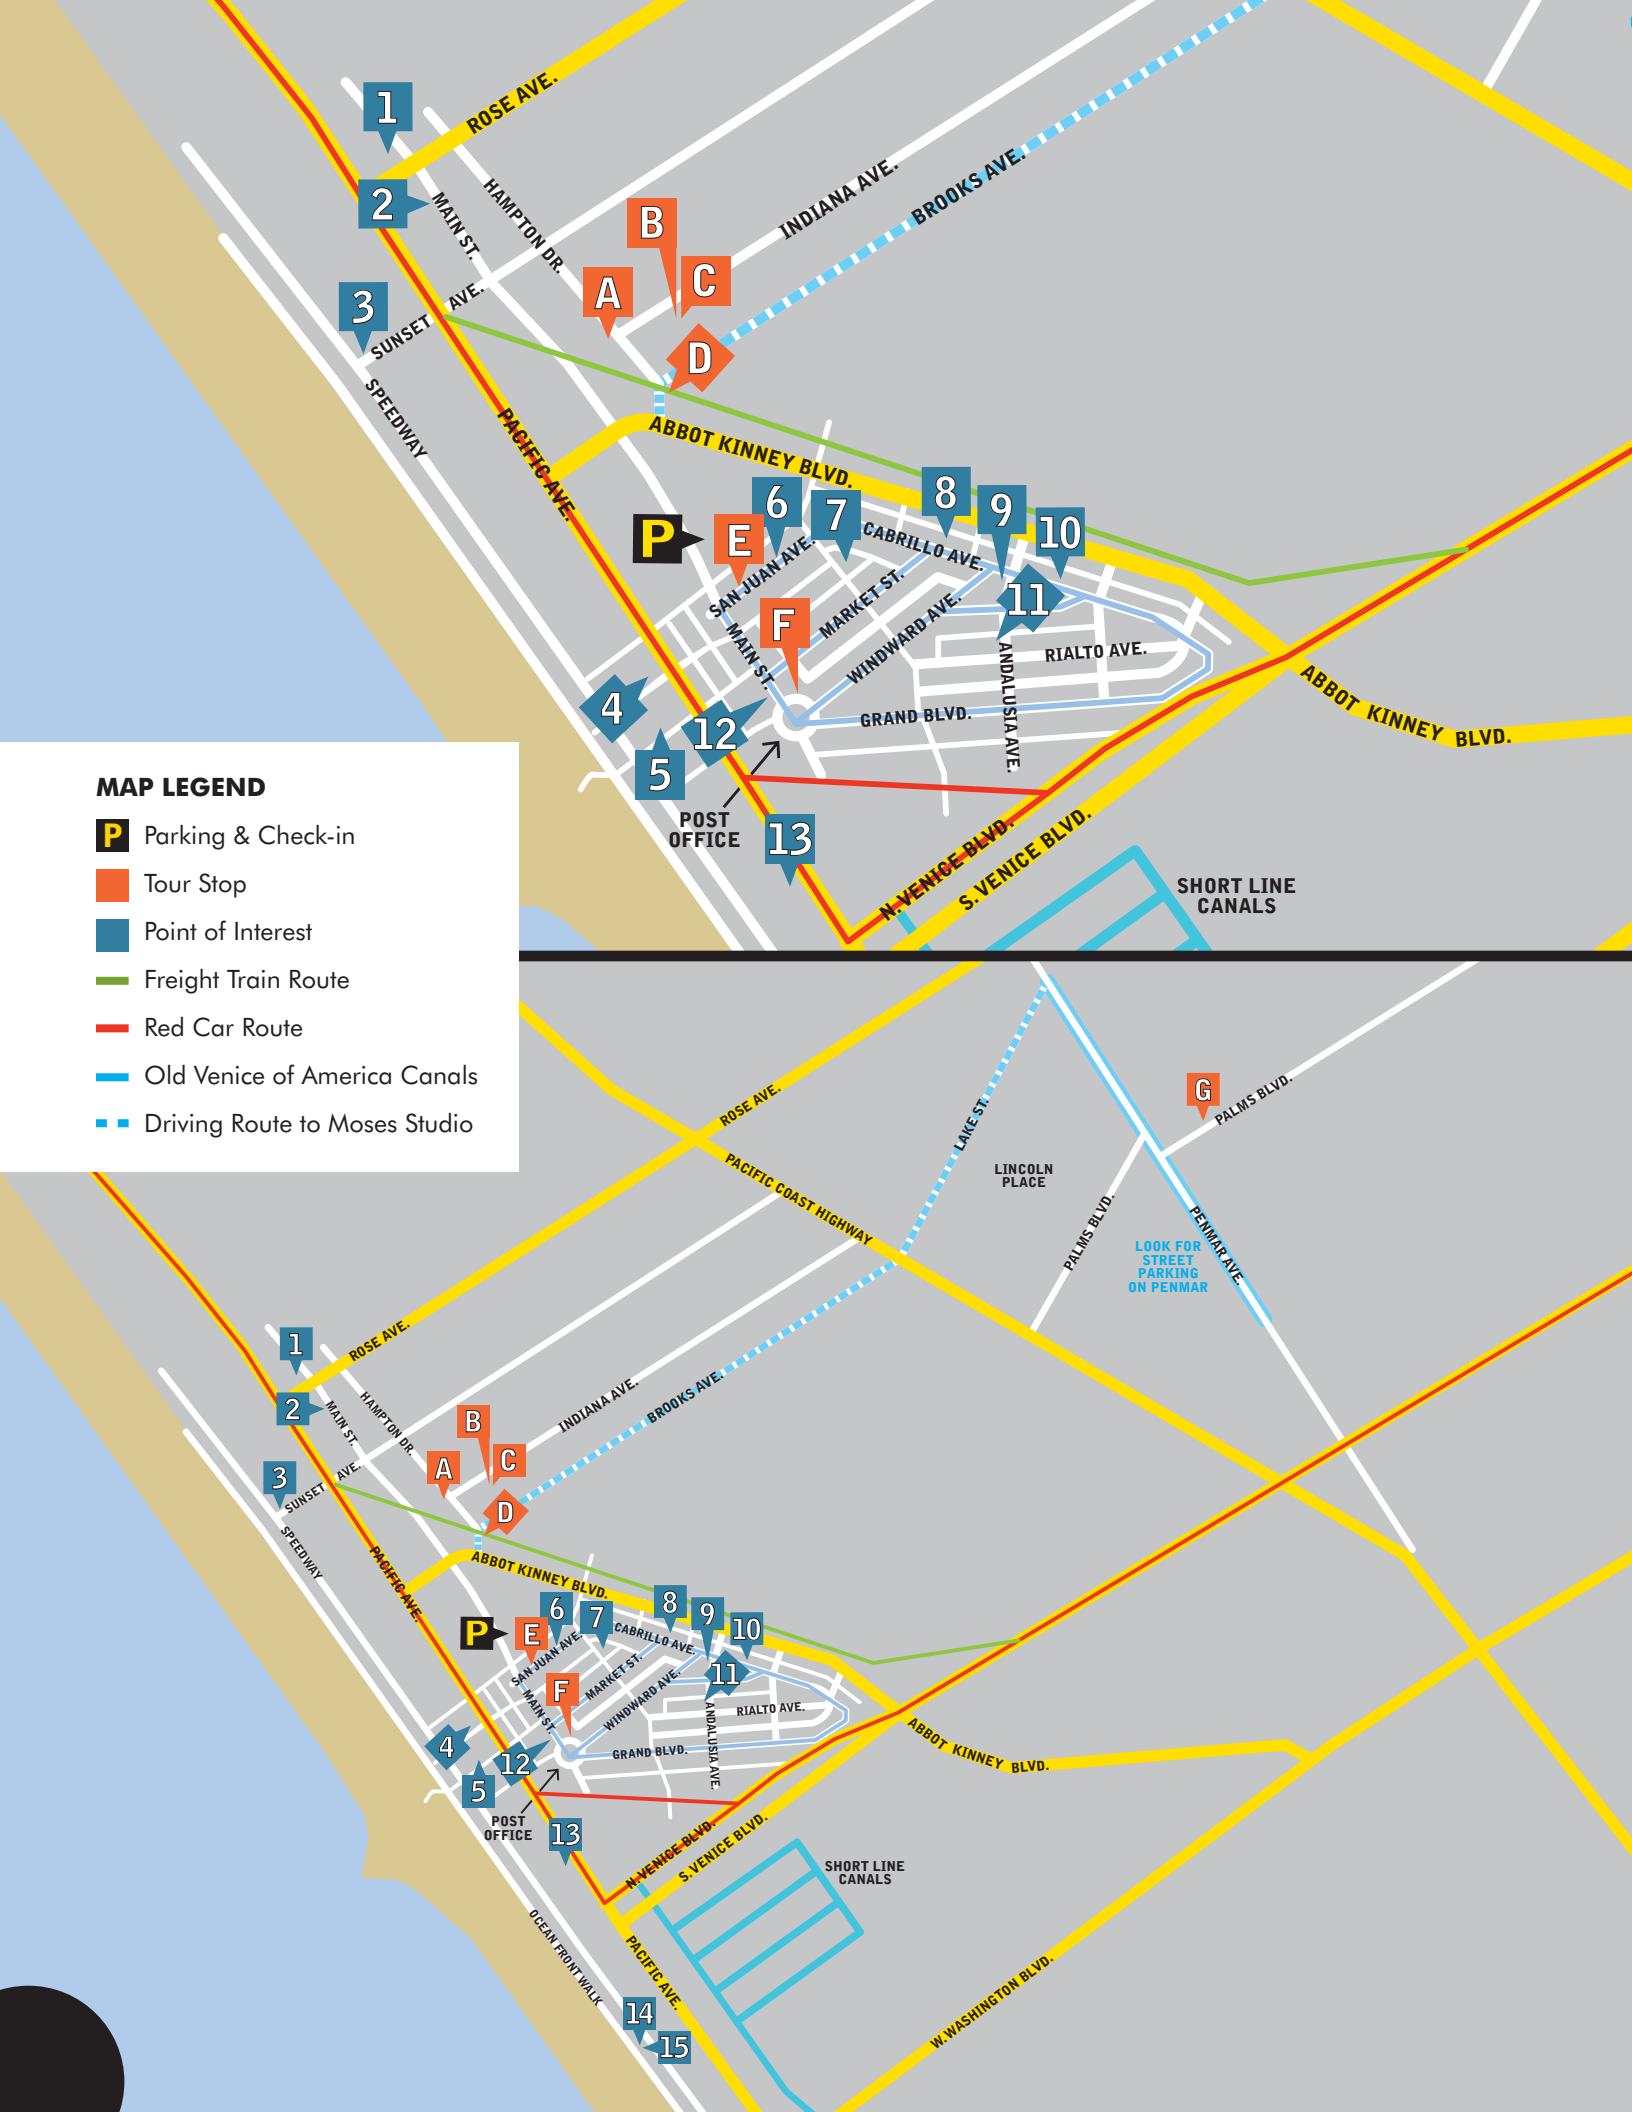 1
ROSE AVE.
2
MAIN ST.
HAMPTON DR.
B
INDIANA AVE.
BROOKS AVE.
A
C
3
SUNSET AVE.
D
SPEEDWAY
PACIFIC AVE.
ABBOT KINNEY BLVD.
6
7
8
9
10
P
E
CABRILLO AVE.
SAN JUAN AVE.
MARKET ST.
11
F
WINDWARD AVE.
MAIN ST.
RIALTO AVE.
ANDALUSIA AVE.
4
12
GRAND BLVD.
ABBOT KINNEY BLVD.
5
POST
OFFICE
13
N. VENICE BLVD.
S. VENICE BLVD.
SHORT LINE
CANALS
MAP LEGEND
P Parking & Check-in
Tour Stop
Point of Interest
Freight Train Route
Red Car Route
Old Venice of America Canals
Driving Route to Moses Studio
ROSE AVE.
LAKE ST.
G
PALMS BLVD.
PACIFIC COAST HIGHWAY
LINCOLN
PLACE
PALMS BLVD.
PENMAR AVE.
LOOK FOR
STREET
PARKING
ON PENMAR
1
ROSE AVE.
2
MAIN ST.
HAMPTON DR.
INDIANA AVE.
BROOKS AVE.
B
A
C
3
SUNSET AVE.
D
SPEEDWAY
PACIFIC AVE.
ABBOT KINNEY BLVD.
6
7
8
9
10
P
E
CABRILLO AVE.
SAN JUAN AVE.
MARKET ST.
11
F
WINDWARD AVE.
MAIN ST.
RIALTO AVE.
ANDALUSIA AVE.
4
12
GRAND BLVD.
ABBOT KINNEY BLVD.
5
POST
OFFICE
13
N. VENICE BLVD.
S. VENICE BLVD.
SHORT LINE
CANALS
OCEAN FRONT WALK
PACIFIC AVE.
W. WASHINGTON BLVD.
14
15